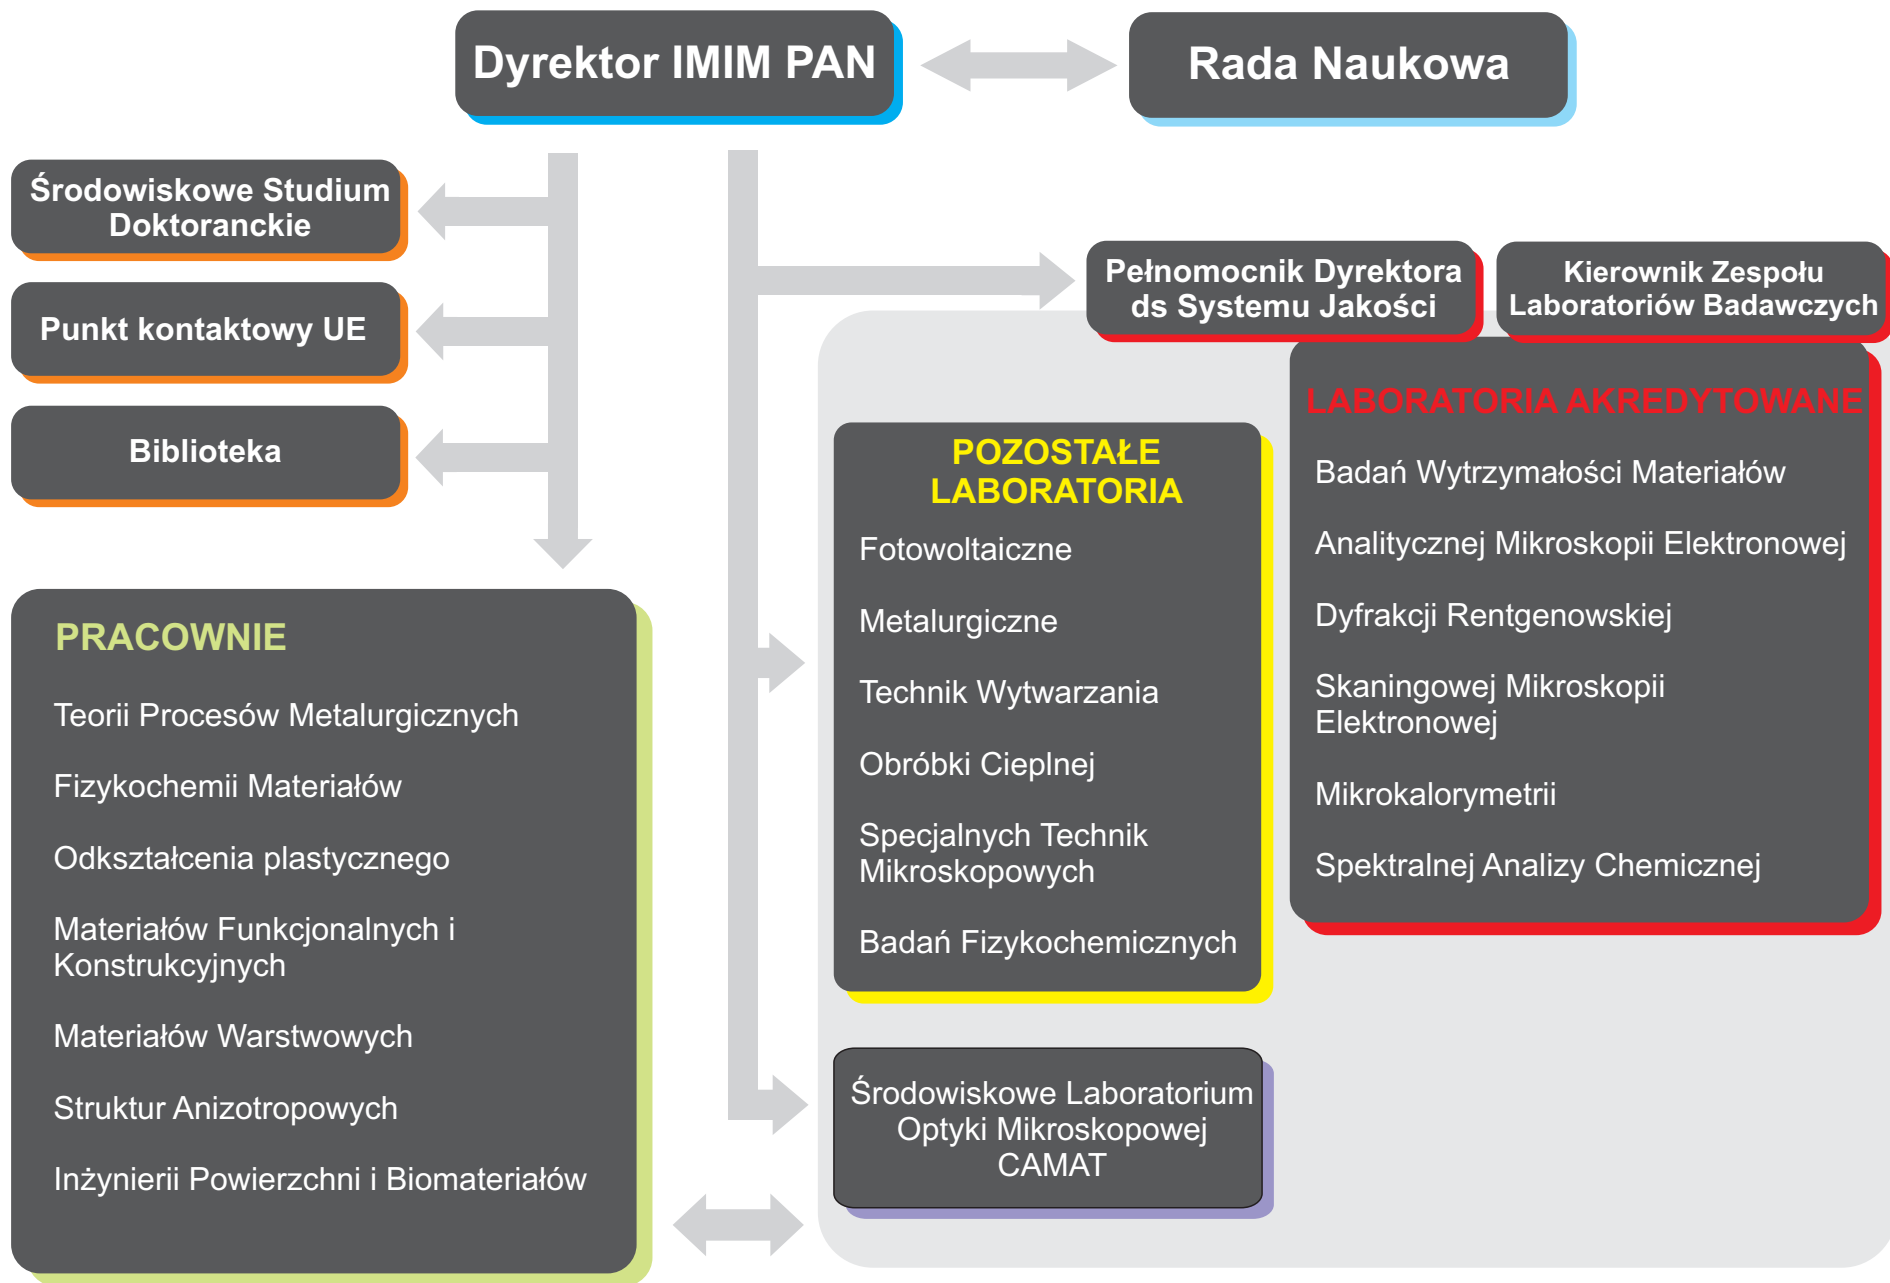 Dyrektor IMIM PAN
Rada Naukowa
Środowiskowe Studium
Doktoranckie
Punkt kontaktowy UE
Biblioteka
Pełnomocnik Dyrektora
ds Systemu Jakości
Kierownik Zespołu
Laboratoriów Badawczych
PRACOWNIE
Teorii Procesów Metalurgicznych
Fizykochemii Materiałów
Odkształcenia plastycznego
Materiałów Funkcjonalnych i
Konstrukcyjnych
Materiałów Warstwowych
Struktur Anizotropowych
Inżynierii Powierzchni i Biomateriałów
POZOSTAŁE
LABORATORIA
Fotowoltaiczne
Metalurgiczne
Technik Wytwarzania
Obróbki Cieplnej
Specjalnych Technik
Mikroskopowych
Badań Fizykochemicznych
LABORATORIA AKREDYTOWANE
Badań Wytrzymałości Materiałów
Analitycznej Mikroskopii Elektronowej
Dyfrakcji Rentgenowskiej
Skaningowej Mikroskopii
Elektronowej
Mikrokalorymetrii
Spektralnej Analizy Chemicznej
Środowiskowe Laboratorium
Optyki Mikroskopowej
CAMAT